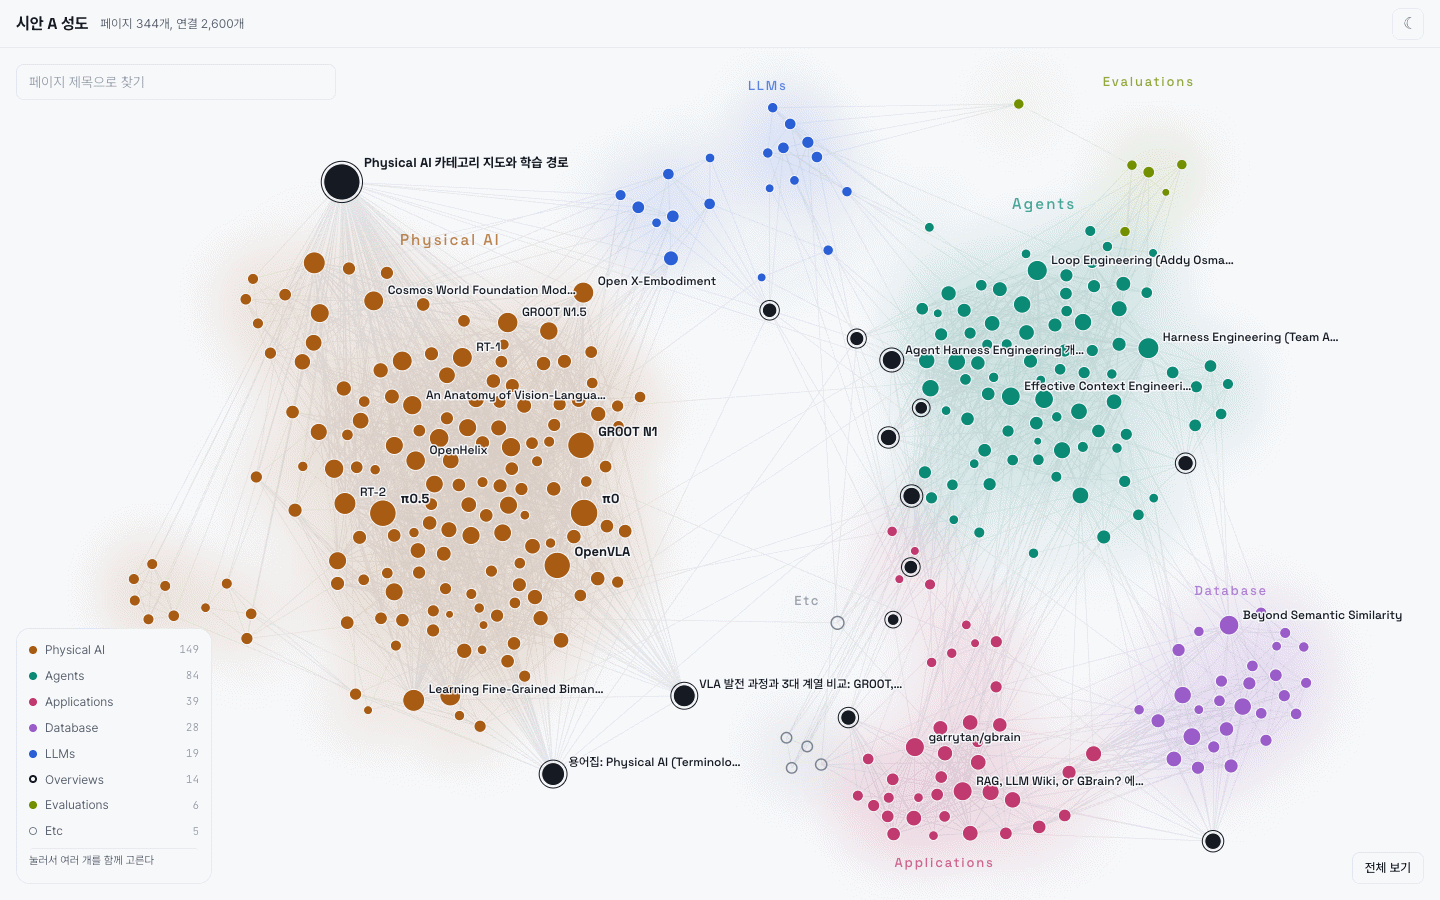 시안 A 성도
페이지 344개, 연결 2,600개
페이지 제목으로 찾기
LLMs
Evaluations
Physical AI 카테고리 지도와 학습 경로
Agents
Physical AI
Loop Engineering (Addy Osma...
Open X-Embodiment
Cosmos World Foundation Mod...
GROOT N1.5
Harness Engineering (Team A...
RT-1
Agent Harness Engineering 개...
Effective Context Engineeri...
An Anatomy of Vision-Langua...
GROOT N1
OpenHelix
RT-2
π0.5
π0
OpenVLA
Database
Etc
Beyond Semantic Similarity
Physical AI 149
Agents 84
Applications 39
Database 28
LLMs 19
Overviews 14
Evaluations 6
Etc 5
눌러서 여러 개를 함께 고른다
Learning Fine-Grained Biman...
VLA 발전 과정과 3대 계열 비교: GROOT,...
garrytan/gbrain
용어집: Physical AI (Terminolo...
RAG, LLM Wiki, or GBrain? 에...
Applications
전체 보기